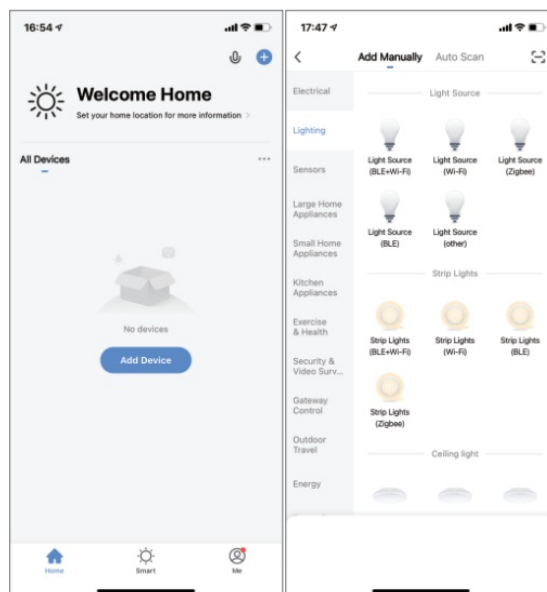 16:54
Welcome Home
Set your home location for more information >
All Devices
...
No devices
Add Device
Home
Smart
Me
17:47
<
Add Manually
Auto Scan
Electrical
Lighting
Sensors
Large Home
Appliances
Small Home
Appliances
Kitchen
Appliances
Exercise
& Health
Security &
Video Surv...
Gateway
Control
Outdoor
Travel
Energy
Light Source
Light Source
(BLE+Wi-Fi)
Light Source
(Wi-Fi)
Light Source
(Zigbee)
Light Source
(BLE)
Light Source
(other)
Strip Lights
Strip Lights
(BLE+Wi-Fi)
Strip Lights
(Wi-Fi)
Strip Lights
(BLE)
Strip Lights
(Zigbee)
Ceiling light